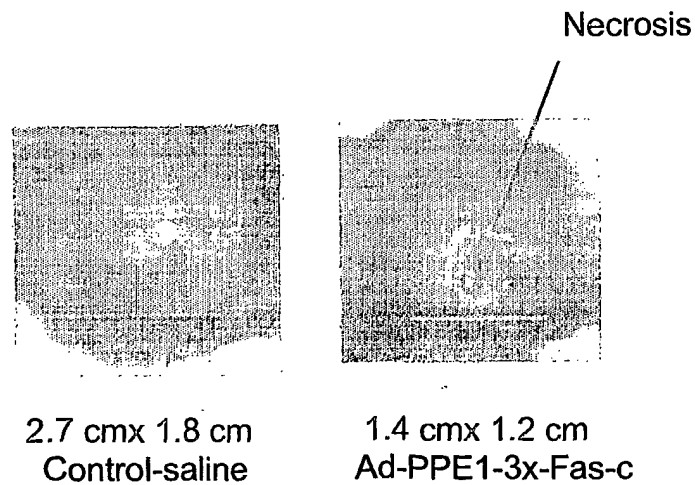 Necrosis
2.7 cmx 1.8 cm
Control-saline
1.4 cmx 1.2 cm
Ad-PPE1-3x-Fas-c